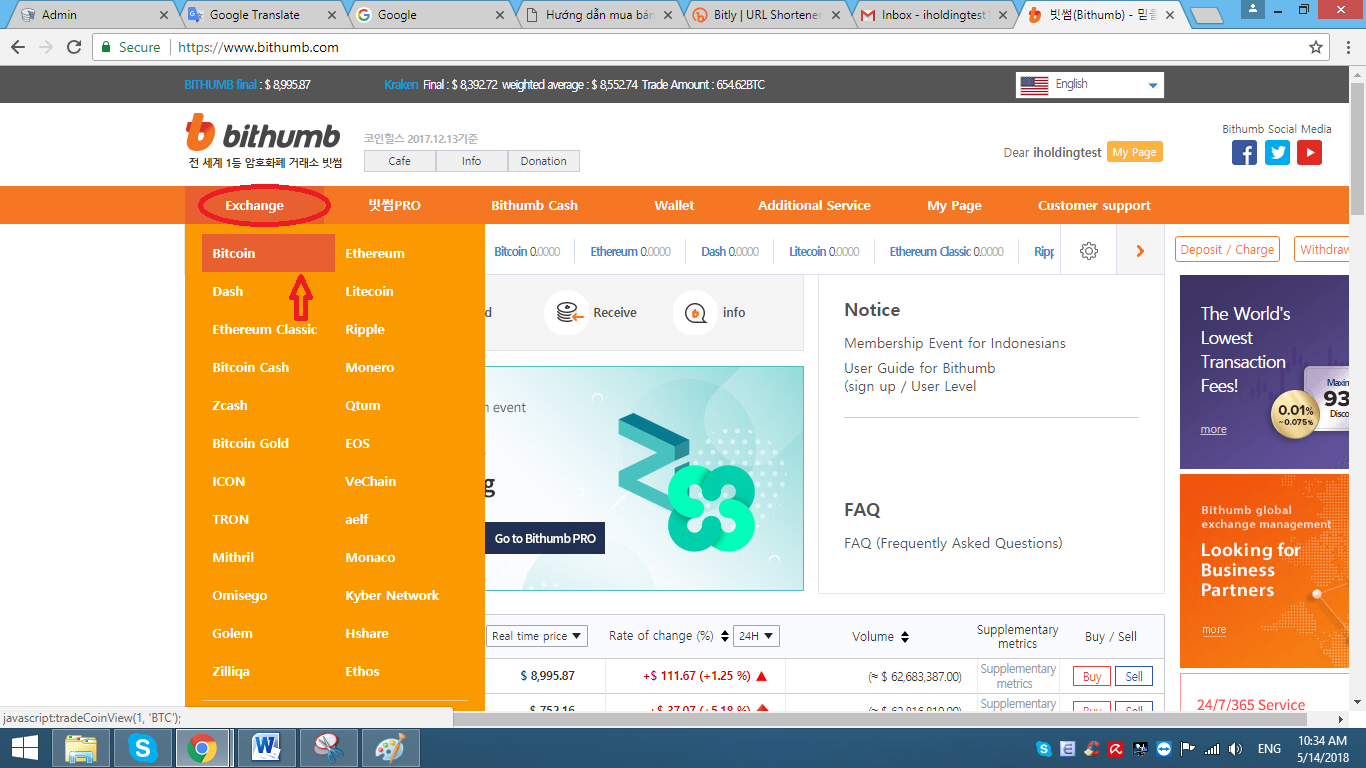 Admin
Google Translate
Google
Hướng dẫn mua bán
Bitly | URL Shortener
Inbox - iholdingtest
빗썸(Bithumb) - 믿을
Secure
https://www.bithumb.com
BITHUMB final : $ 8,995.87
Kraken Final : $ 8,392.72 weighted average : $ 8,552.74 Trade Amount : 654.62BTC
English
bithumb
전 세계 1등 암호화폐 거래소 빗썸
코인힐스 2017.12.13기준
Cafe
Info
Donation
Dear iholdingtest
My Page
Bithumb Social Media
Exchange
빗썸PRO
Bithumb Cash
Wallet
Additional Service
My Page
Customer support
Bitcoin
Ethereum
Dash
Litecoin
Ethereum Classic
Ripple
Bitcoin Cash
Monero
Zcash
Qtum
Bitcoin Gold
EOS
ICON
VeChain
TRON
aelf
Mithril
Monaco
Omisego
Kyber Network
Golem
Hshare
Zilliqa
Ethos
Bitcoin 0.0000
Ethereum 0.0000
Dash 0.0000
Litecoin 0.0000
Ethereum Classic 0.0000
Ripp
Deposit / Charge
Withdraw
d
Receive
info
Notice
Membership Event for Indonesians
User Guide for Bithumb
(sign up / User Level
FAQ
FAQ (Frequently Asked Questions)
event
g
Go to Bithumb PRO
The World's
Lowest
Transaction
Fees!
Maxim
93
Disco
0.01%
~0.075%
more
Bithumb global
exchange management
Looking for
Business
Partners
more
24/7/365 Service
Real time price ▼
Rate of change (%)
24H ▼
Volume
Supplementary
metrics
Buy / Sell
$ 8,995.87
+$ 111.67 (+1.25 %)
(≈ $ 62,683,387.00)
Supplementary
metrics
Buy
Sell
$ 752.16
+$ 37.07 (+5.18 %)
Supplementary
Buy
Sell
javascript:tradeCoinView(1, 'BTC');
ENG
10:34 AM
5/14/2018